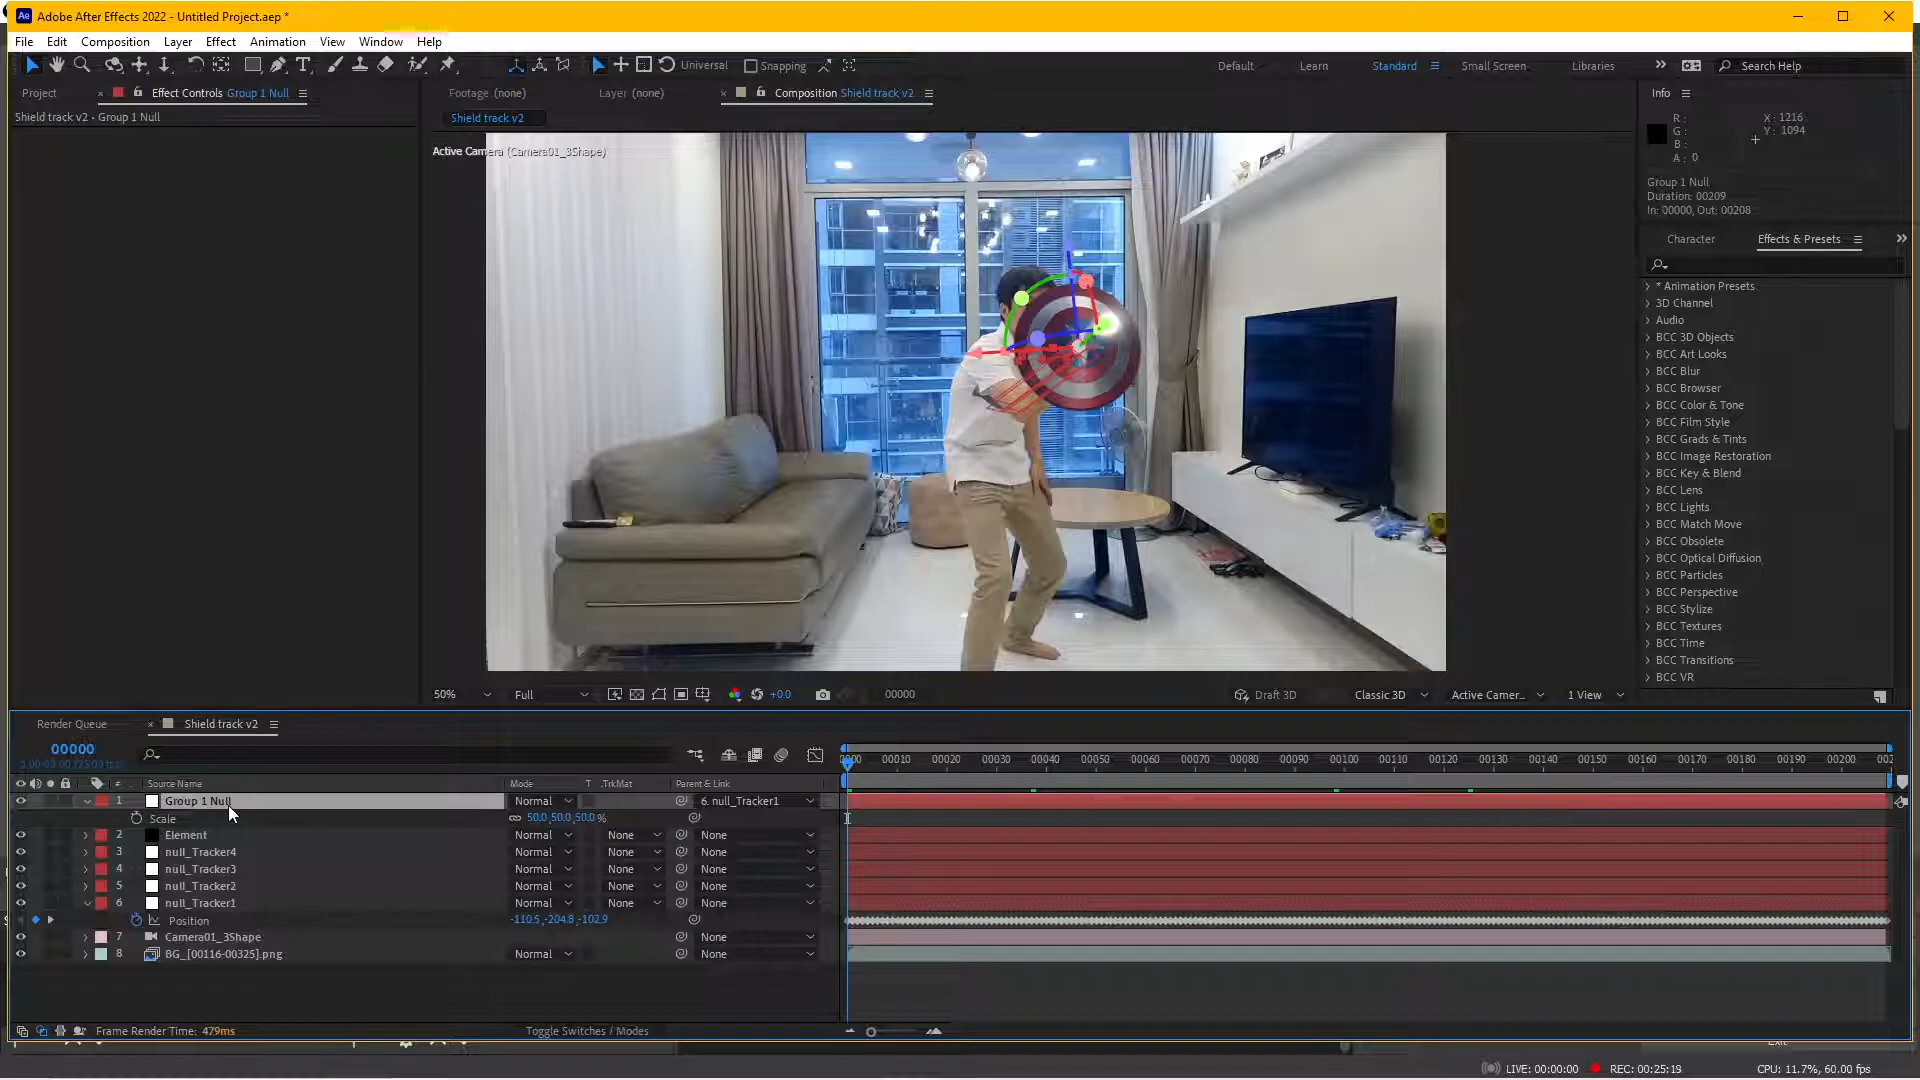 Adobe After Effects 2022 - Untitled Project.aep *
File Edit Composition Layer Effect Animation View Window Help
Universal Snapping Default Learn Standard Small Screen Libraries Search Help
Project Effect Controls Group 1 Null
Shield track v2 • Group 1 Null
Footage (none) Layer (none) Composition Shield track v2
Shield track v2
Active Camera (Camera01_3Shape)
Info
R :
G :
B :
A : 0
X : 1216
Y : 1094
Group 1 Null
Duration: 00209
In: 00000, Out: 00208
Character Effects & Presets
* Animation Presets
3D Channel
Audio
BCC 3D Objects
BCC Art Looks
BCC Blur
BCC Browser
BCC Color & Tone
BCC Film Style
BCC Grads & Tints
BCC Image Restoration
BCC Key & Blend
BCC Lens
BCC Lights
BCC Match Move
BCC Obsolete
BCC Optical Diffusion
BCC Particles
BCC Perspective
BCC Stylize
BCC Textures
BCC Time
BCC Transitions
BCC VR
50% Full +0.0 00000 Draft 3D Classic 3D Active Camer... 1 View
Render Queue Shield track v2
00000
00010 00020 00030 00040 00050 00060 00070 00080 00090 00100 00110 00120 00130 00140 00150 00160 00170 00180 00190 00200
# Source Name Mode T .TrkMat Parent & Link
1 Group 1 Null Normal 6. null_Tracker1
Scale 50.0,50.0,50.0 %
2 Element Normal None None
3 null_Tracker4 Normal None None
4 null_Tracker3 Normal None None
5 null_Tracker2 Normal None None
6 null_Tracker1 Normal None None
Position -110.5,-204.8,-102.9
7 Camera01_3Shape None
8 BG_[00116-00325].png Normal None
Frame Render Time: 479ms Toggle Switches / Modes
LIVE: 00:00:00 REC: 00:25:19 CPU: 11.7%, 60.00 fps